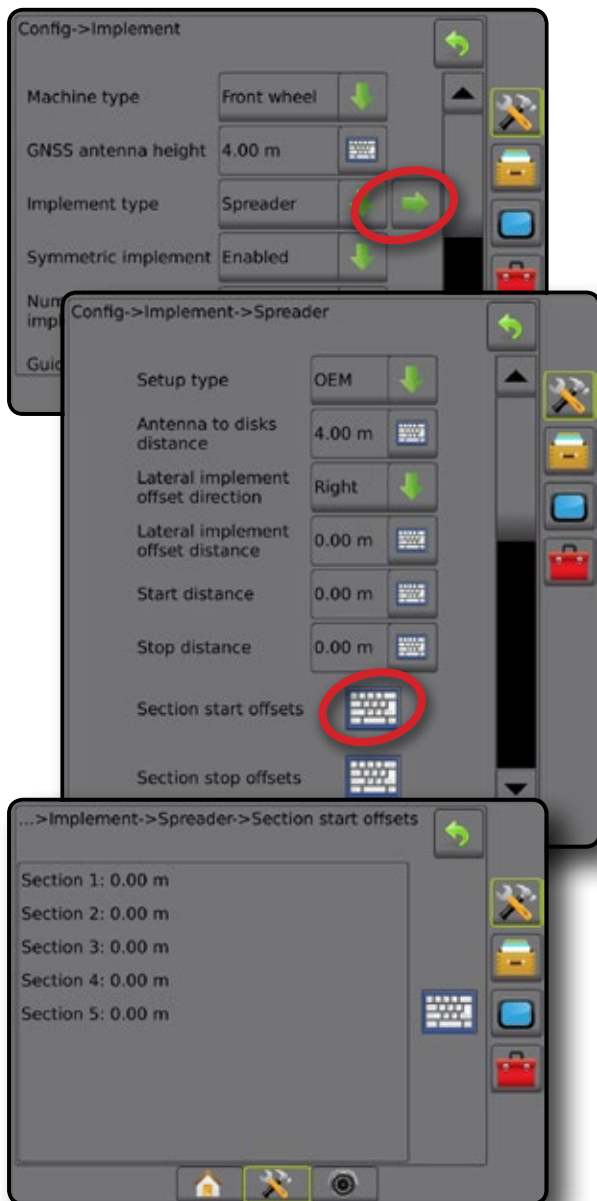 Config->Implement
Machine type Front wheel
GNSS antenna height 4.00 m
Implement type Spreader
Symmetric implement Enabled
Config->Implement->Spreader
Setup type OEM
Antenna to disks
distance 4.00 m
Lateral implement
offset direction Right
Lateral implement
offset distance 0.00 m
Start distance 0.00 m
Stop distance 0.00 m
Section start offsets
Section stop offsets
...>Implement->Spreader->Section start offsets
Section 1: 0.00 m
Section 2: 0.00 m
Section 3: 0.00 m
Section 4: 0.00 m
Section 5: 0.00 m